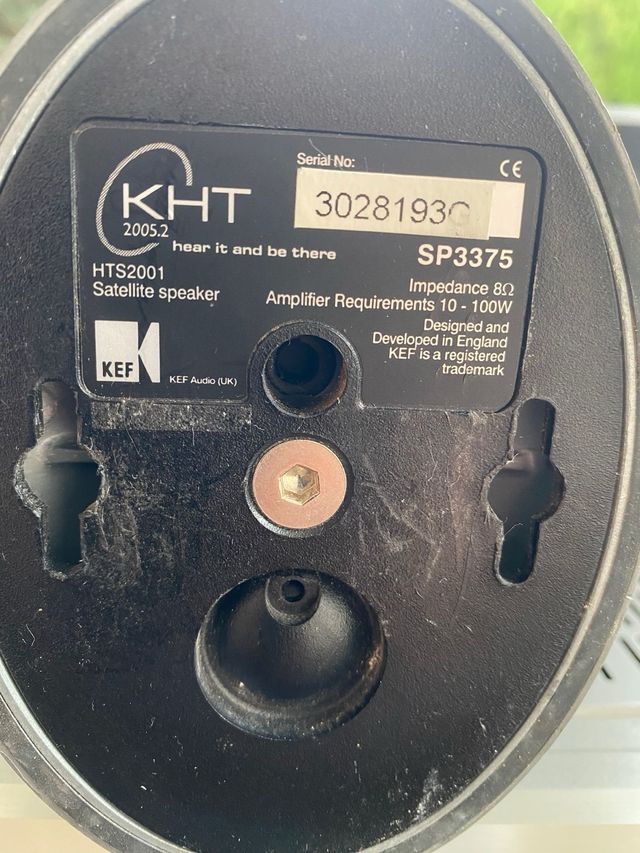 KHT
2005.2
hear it and be there
HTS2001
Satellite speaker
KEF
KEF Audio (UK)
Serial No:
CE
3028193G
SP3375
Impedance 8Ω
Amplifier Requirements 10 - 100W
Designed and
Developed in England
KEF is a registered
trademark